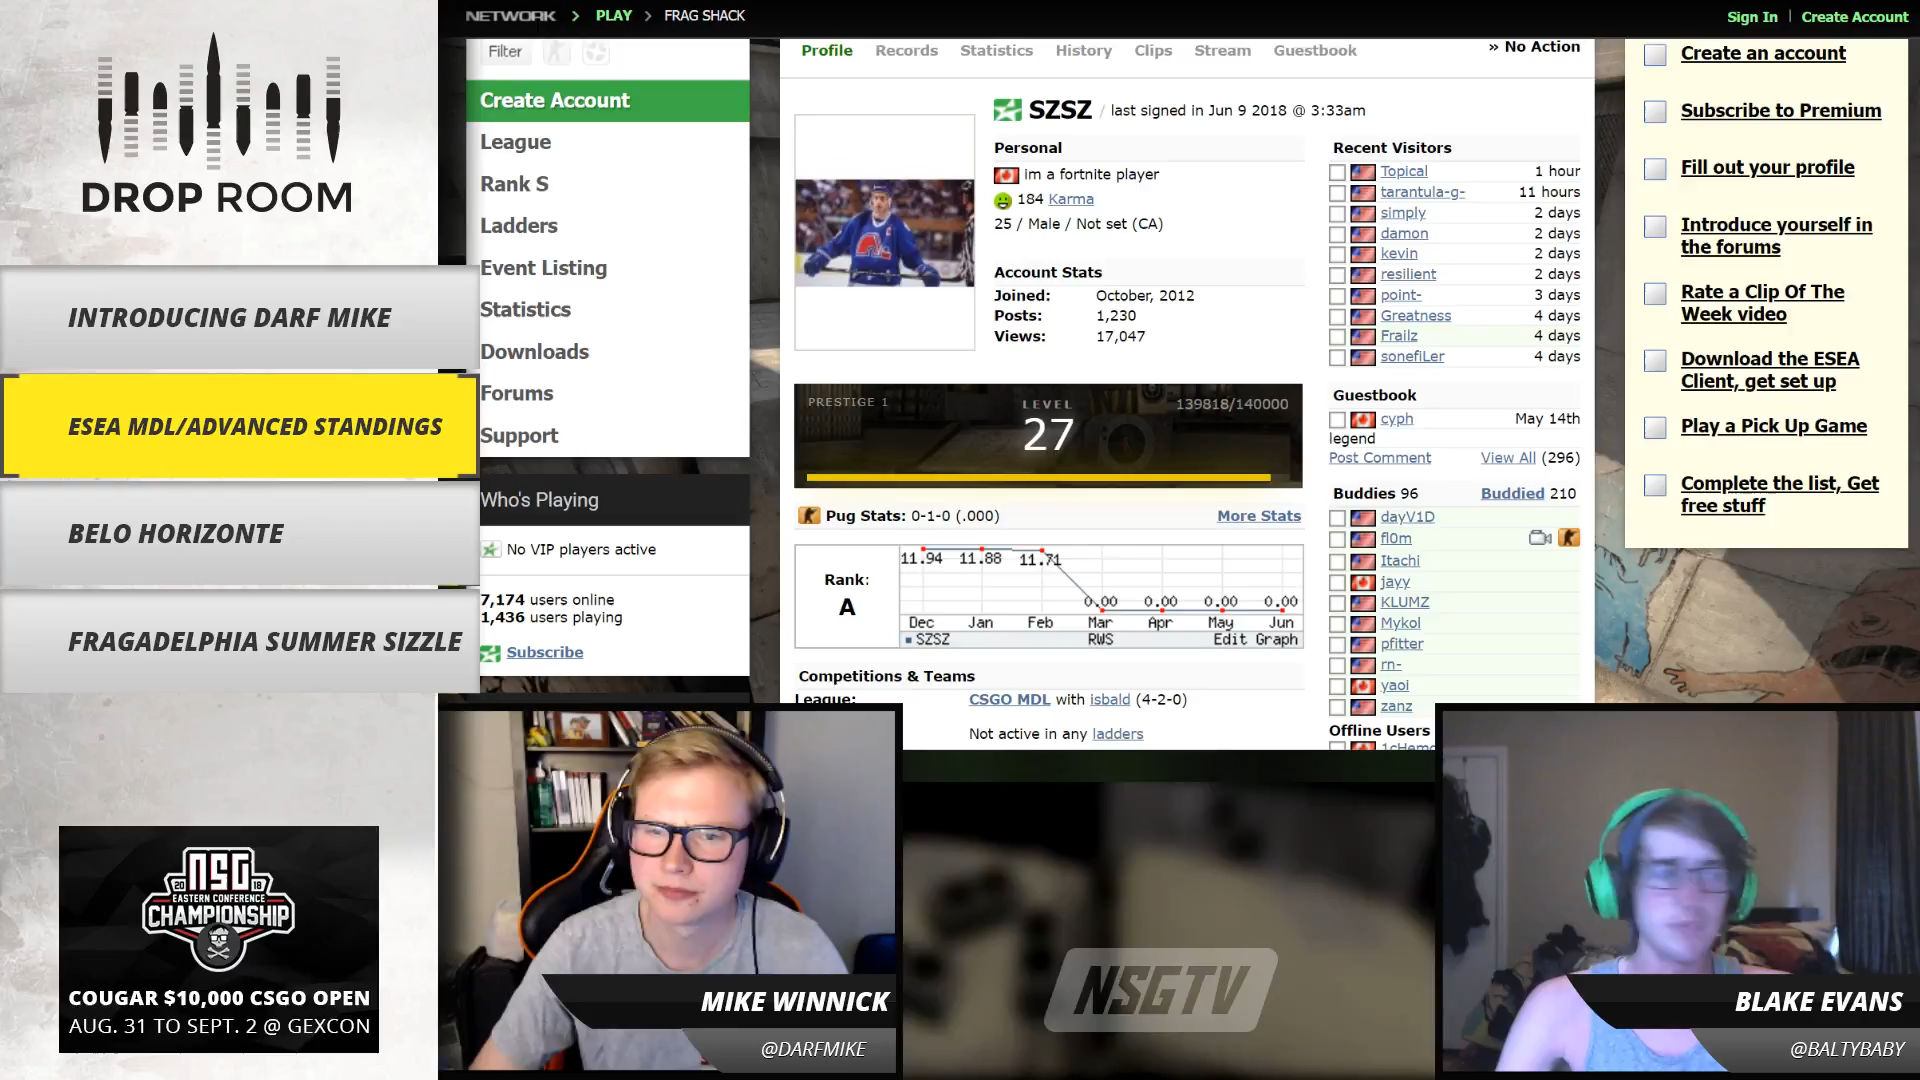 DROP ROOM
INTRODUCING DARF MIKE
ESEA MDL/ADVANCED STANDINGS
BELO HORIZONTE
FRAGADELPHIA SUMMER SIZZLE
NSG
20 18
EASTERN CONFERENCE
CHAMPIONSHIP
COUGAR $10,000 CSGO OPEN
AUG. 31 TO SEPT. 2 @ GEXCON
NETWORK > PLAY > FRAG SHACK
Sign In | Create Account
Filter
Create Account
League
Rank S
Ladders
Event Listing
Statistics
Downloads
Forums
Support
Who's Playing
No VIP players active
7,174 users online
1,436 users playing
Subscribe
Profile Records Statistics History Clips Stream Guestbook
» No Action
SZSZ / last signed in Jun 9 2018 @ 3:33am
Personal
im a fortnite player
184 Karma
25 / Male / Not set (CA)
Account Stats
Joined: October, 2012
Posts: 1,230
Views: 17,047
PRESTIGE 1
LEVEL
27
139818/140000
Pug Stats: 0-1-0 (.000) More Stats
Rank:
A
11.94 11.88 11.71 0.00 0.00 0.00 0.00
Dec Jan Feb Mar Apr May Jun
SZSZ RWS Edit Graph
Competitions & Teams
League: CSGO MDL with isbald (4-2-0)
Not active in any ladders
Recent Visitors
Topical 1 hour
tarantula-g- 11 hours
simply 2 days
damon 2 days
kevin 2 days
resilient 2 days
point- 3 days
Greatness 4 days
Frailz 4 days
sonefiLer 4 days
Guestbook
cyph May 14th
legend
Post Comment View All (296)
Buddies 96 Buddied 210
dayV1D
fl0m
Itachi
jayy
KLUMZ
Mykol
pfitter
rn-
yaoi
zanz
Offline Users
Create an account
Subscribe to Premium
Fill out your profile
Introduce yourself in
the forums
Rate a Clip Of The
Week video
Download the ESEA
Client, get set up
Play a Pick Up Game
Complete the list, Get
free stuff
MIKE WINNICK
@DARFMIKE
NSGTV
BLAKE EVANS
@BALTYBABY